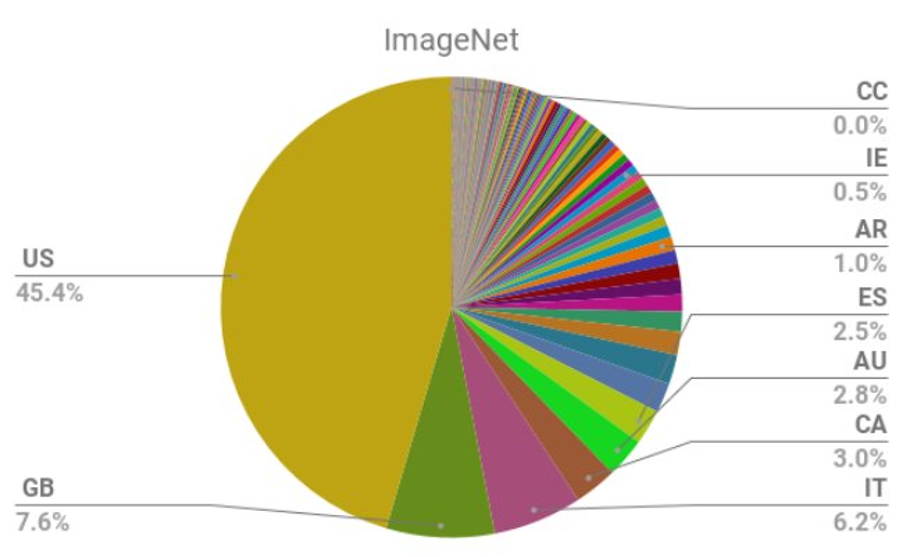 ImageNet
CC
0.0%
IE
0.5%
AR
1.0%
ES
2.5%
AU
2.8%
CA
3.0%
IT
6.2%
US
45.4%
GB
7.6%